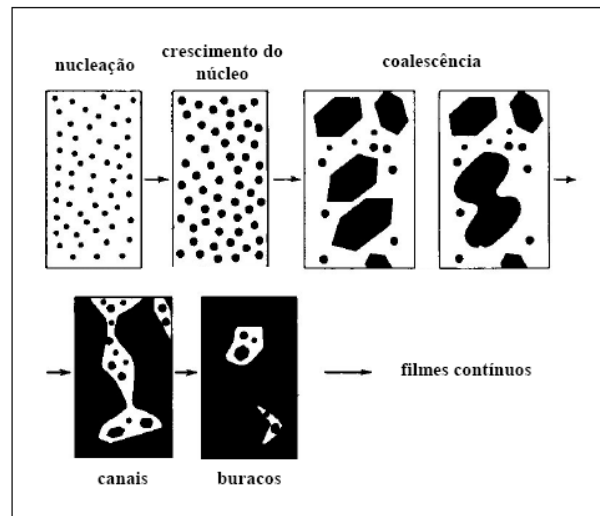 nucleação
crescimento do
núcleo
coalescência
canais
buracos
filmes contínuos